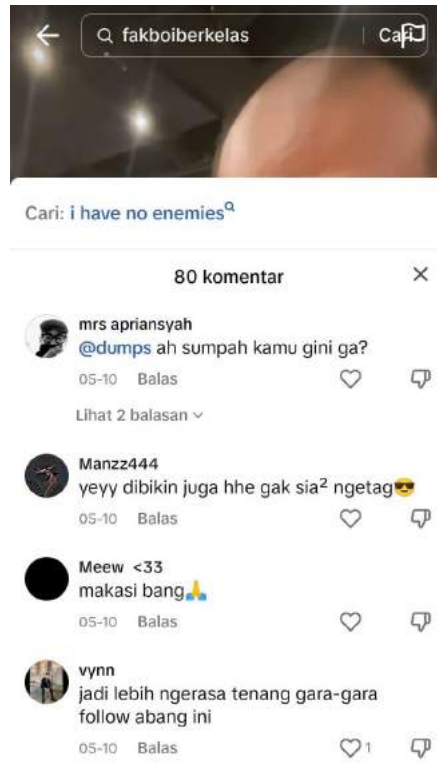 fakboiberkelas
Cari
Cari: i have no enemies
80 komentar
mrs apriansyah
@dumps ah sumpah kamu gini ga?
05-10 Balas
Lihat 2 balasan
Manzz444
yeyy dibikin juga hhe gak sia² ngetag😎
05-10 Balas
Meew <33
makasi bang🙏
05-10 Balas
vynn
jadi lebih ngerasa tenang gara-gara
follow abang ini
05-10 Balas 1